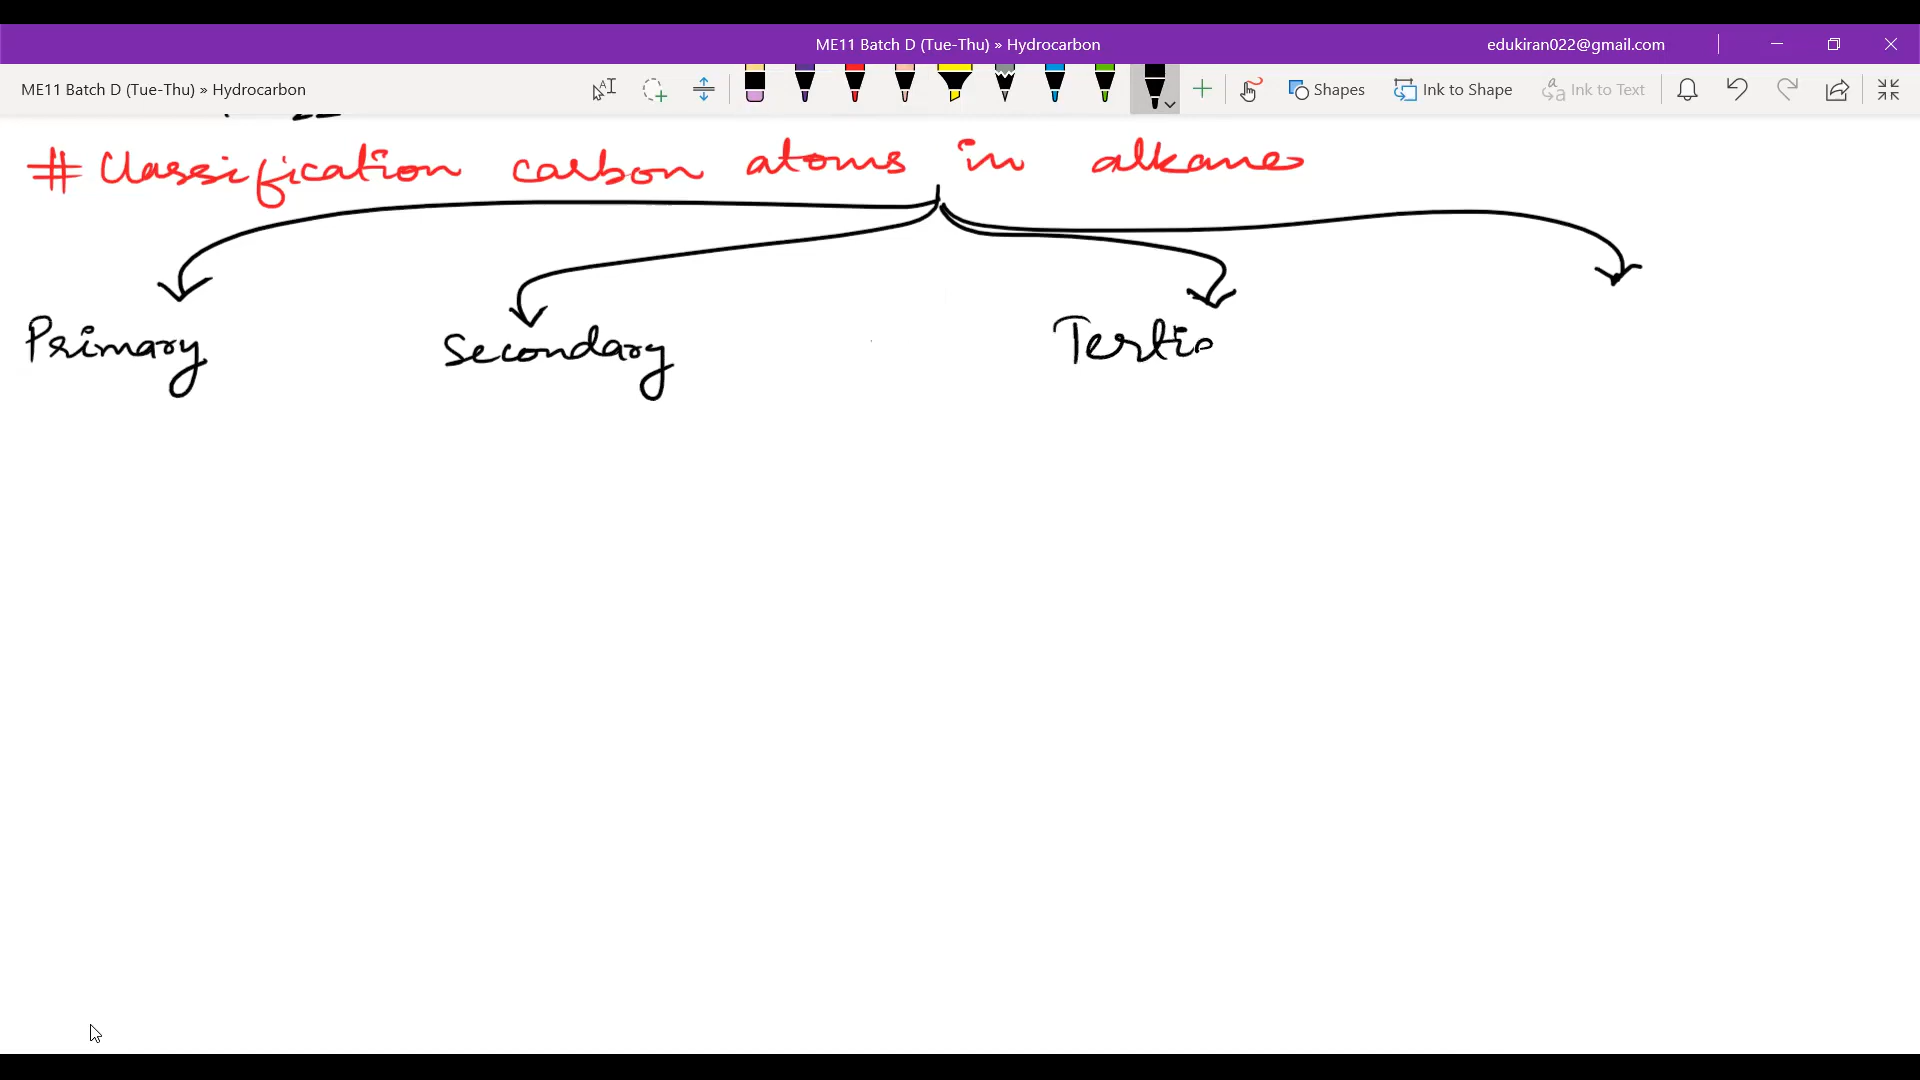 ME11 Batch D (Tue-Thu) » Hydrocarbon
edukiran022@gmail.com
ME11 Batch D (Tue-Thu) » Hydrocarbon
Shapes
Ink to Shape
Ink to Text
# Classification carbon atoms in alkanes
Primary
Secondary
Tertia